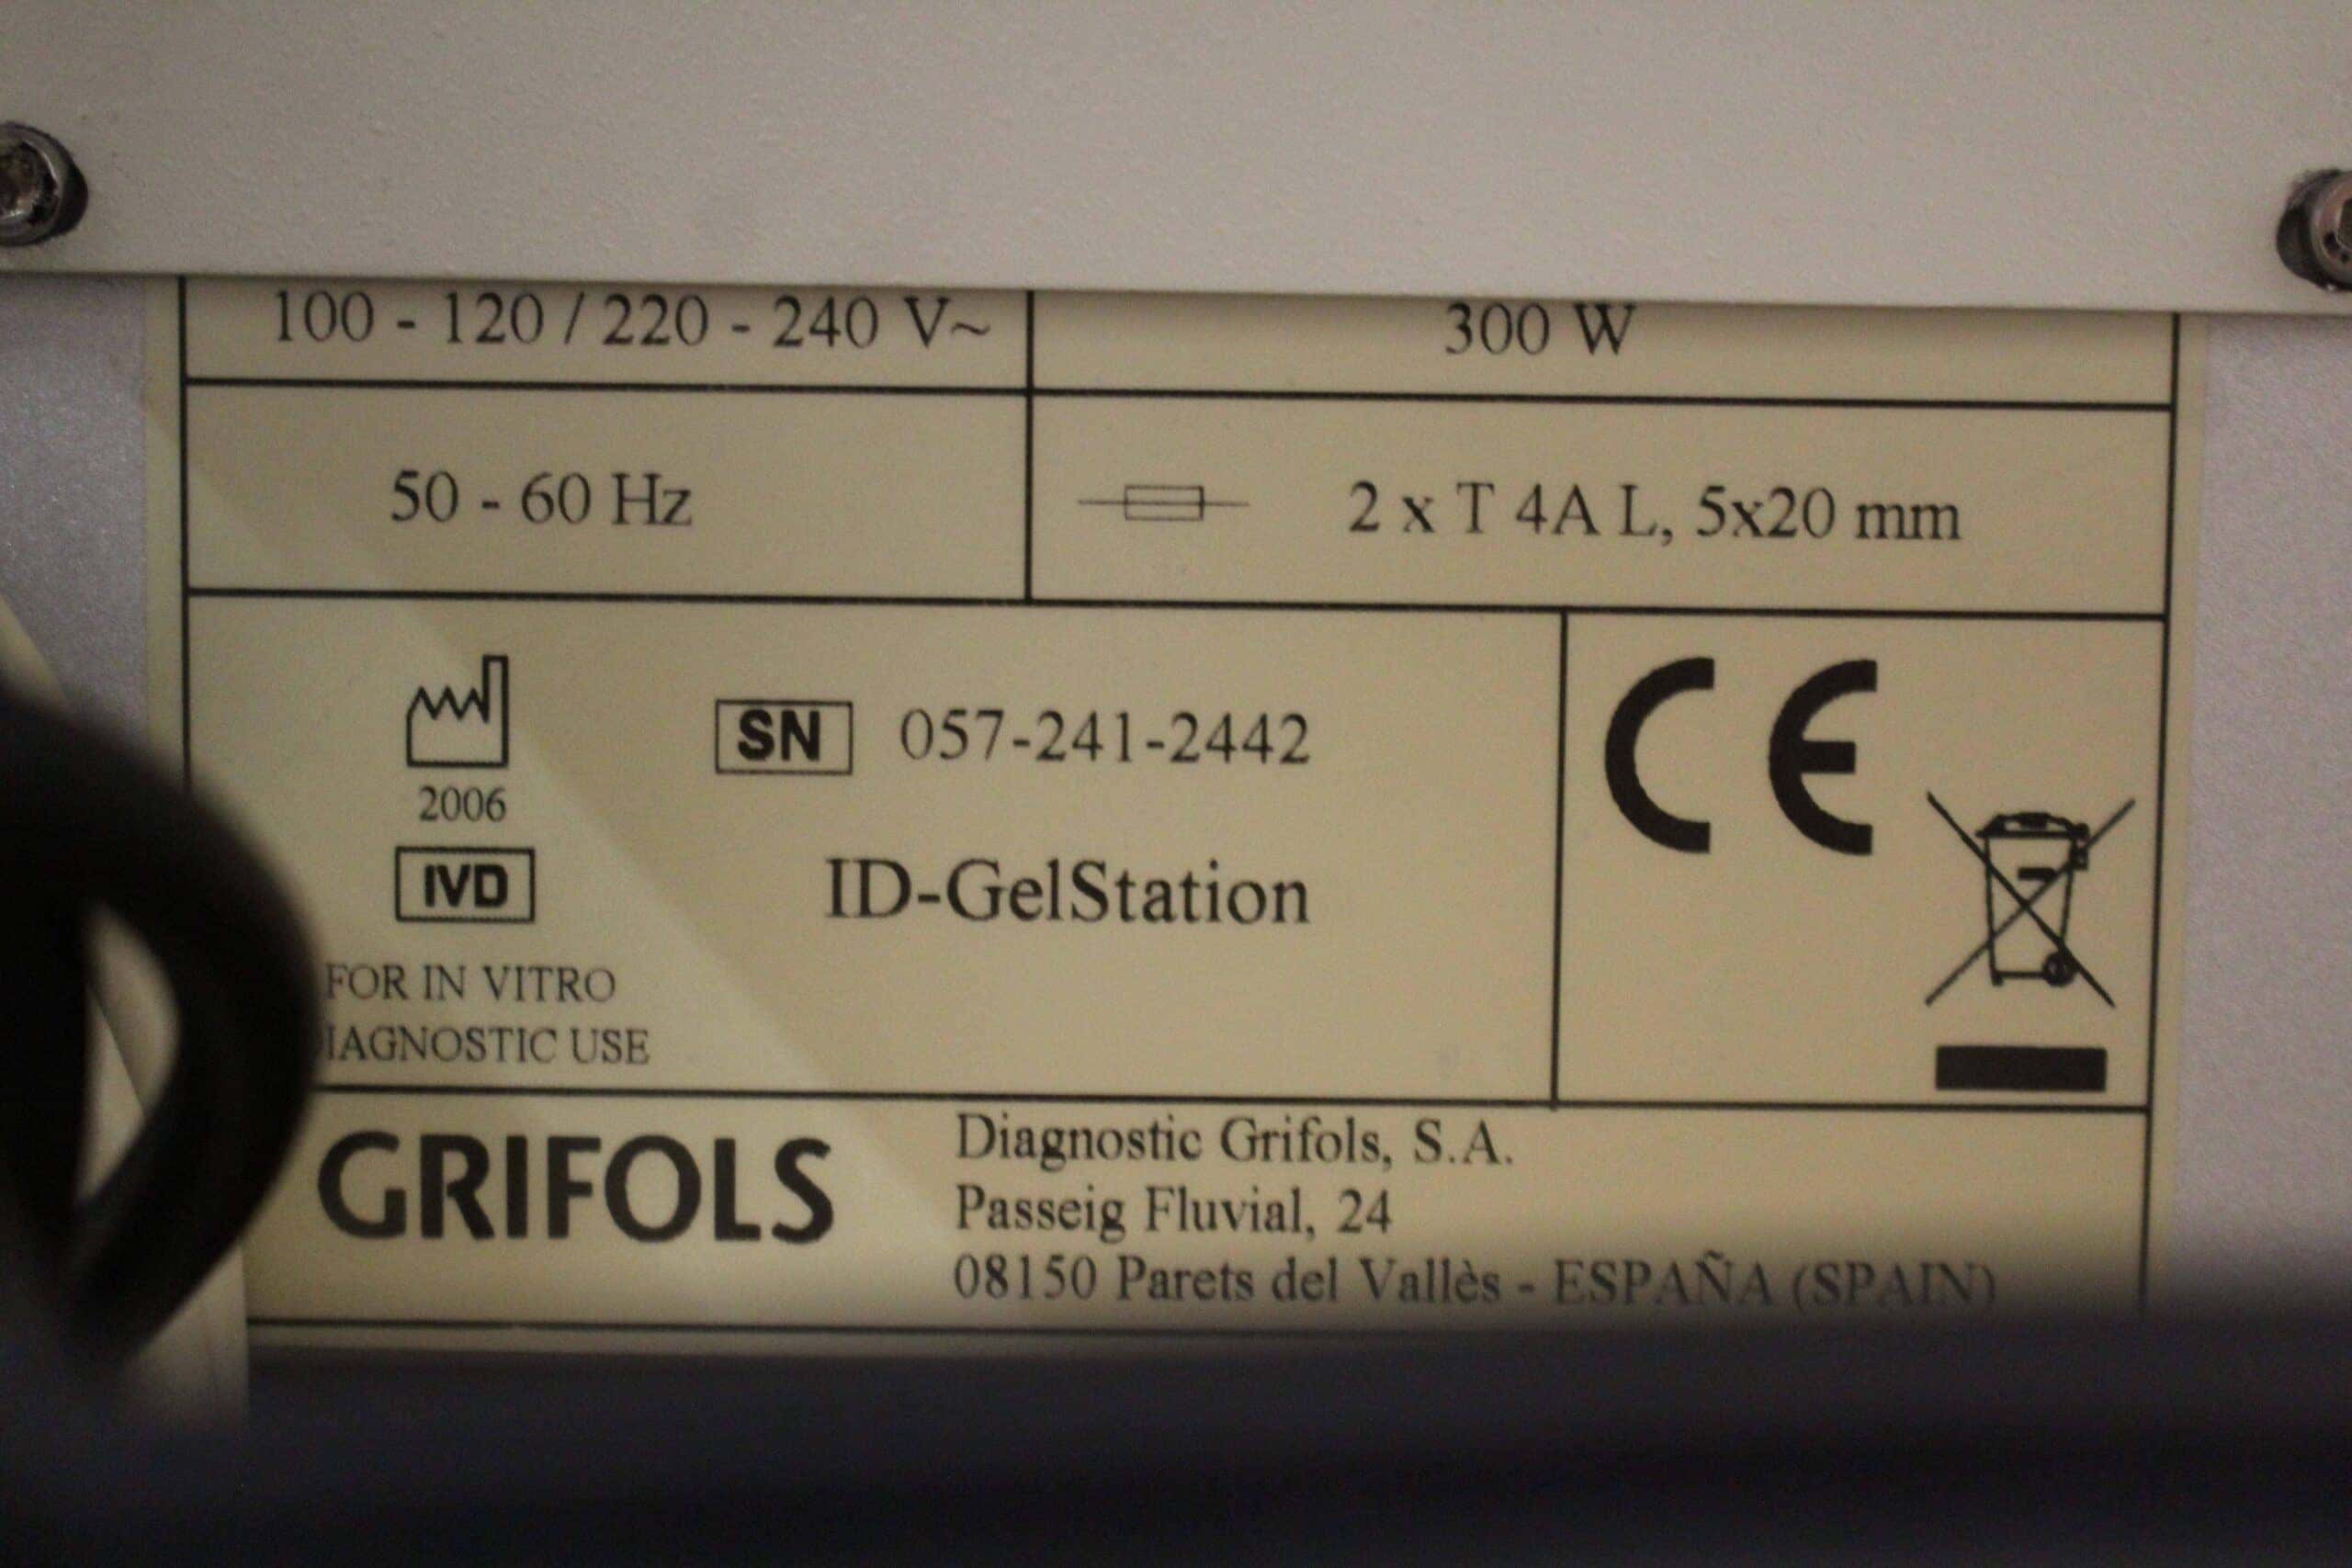 100 - 120 / 220 - 240 V~
300 W
50 - 60 Hz
2 x T 4A L, 5x20 mm
2006
SN 057-241-2442
IVD
ID-GelStation
FOR IN VITRO
IAGNOSTIC USE
CE
GRIFOLS
Diagnostic Grifols, S.A.
Passeig Fluvial, 24
08150 Parets del Vallès - ESPAÑA (SPAIN)